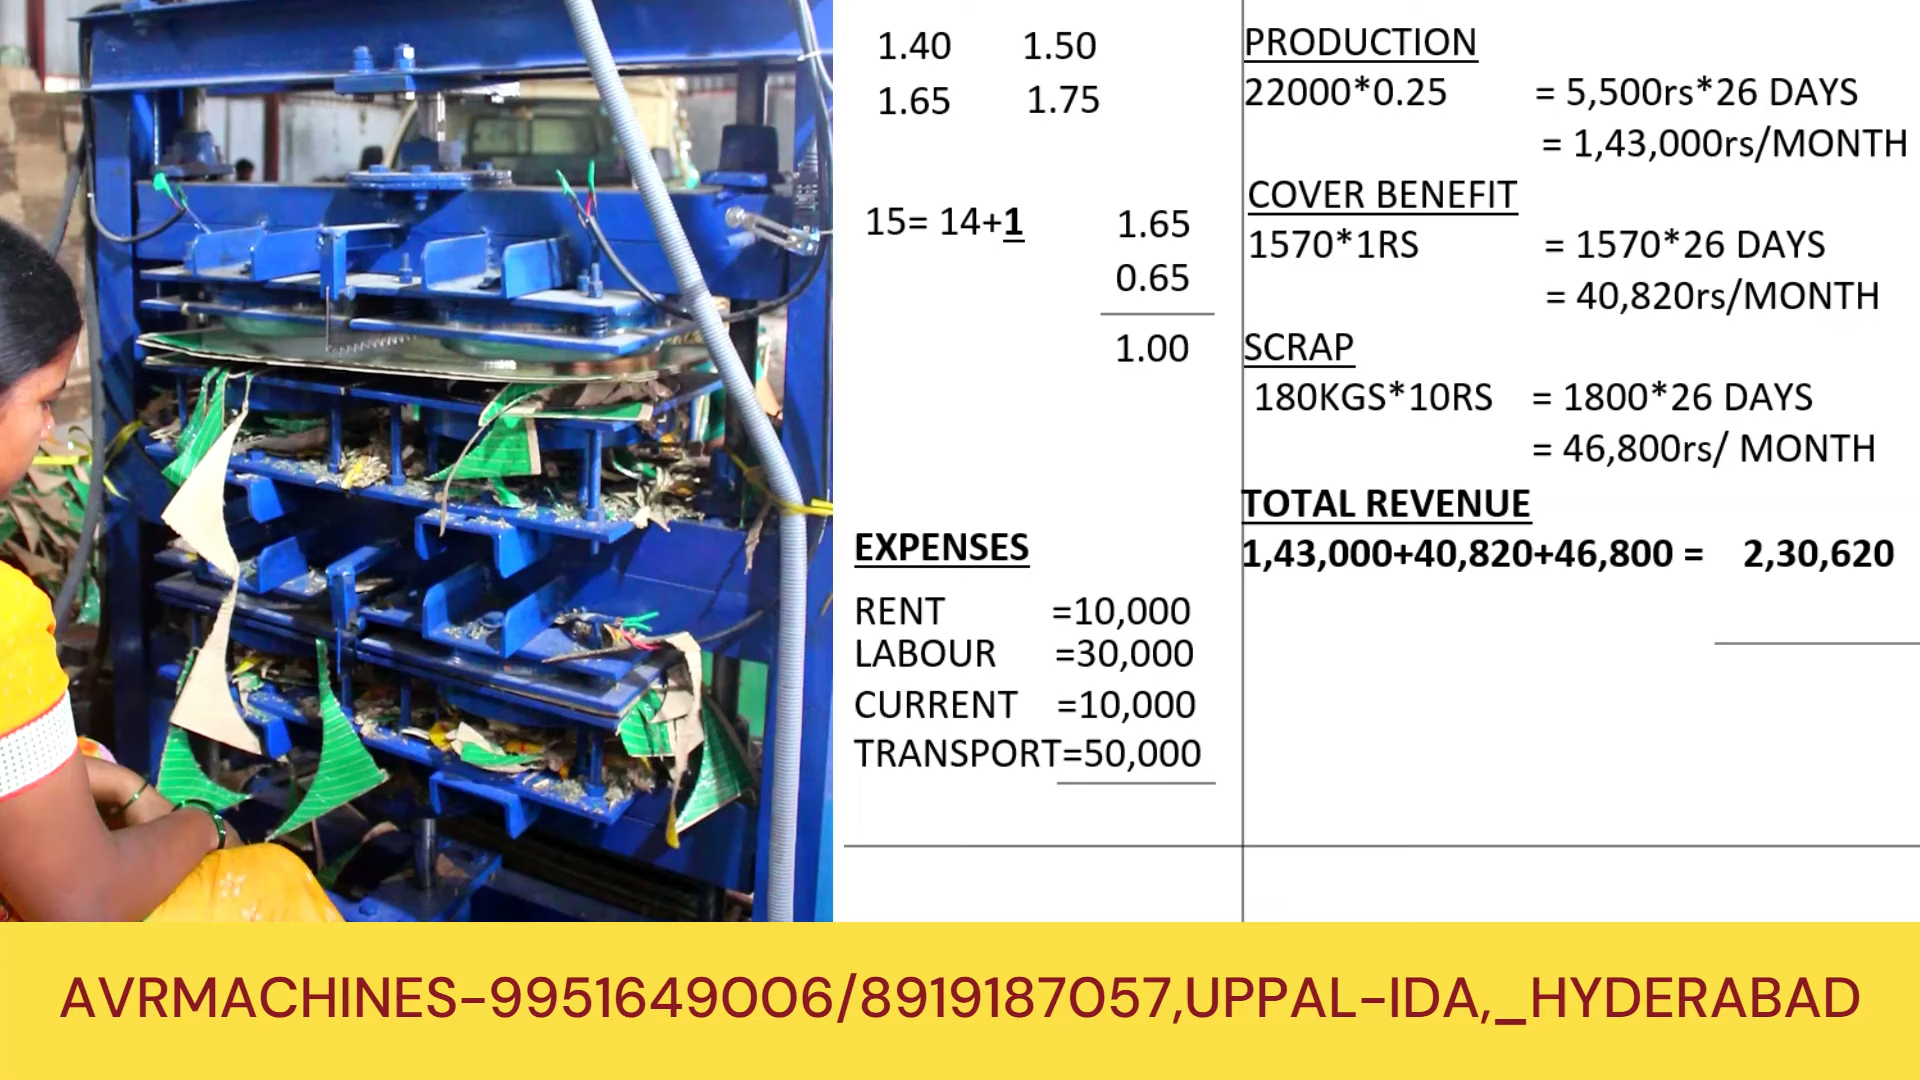 1.40 1.50
1.65 1.75
15= 14+1 1.65
0.65
1.00
EXPENSES
RENT =10,000
LABOUR =30,000
CURRENT =10,000
TRANSPORT=50,000
PRODUCTION
22000*0.25 = 5,500rs*26 DAYS
= 1,43,000rs/MONTH
COVER BENEFIT
1570*1RS = 1570*26 DAYS
= 40,820rs/MONTH
SCRAP
180KGS*10RS = 1800*26 DAYS
= 46,800rs/ MONTH
TOTAL REVENUE
1,43,000+40,820+46,800 = 2,30,620
AVRMACHINES-9951649006/8919187057,UPPAL-IDA,_HYDERABAD